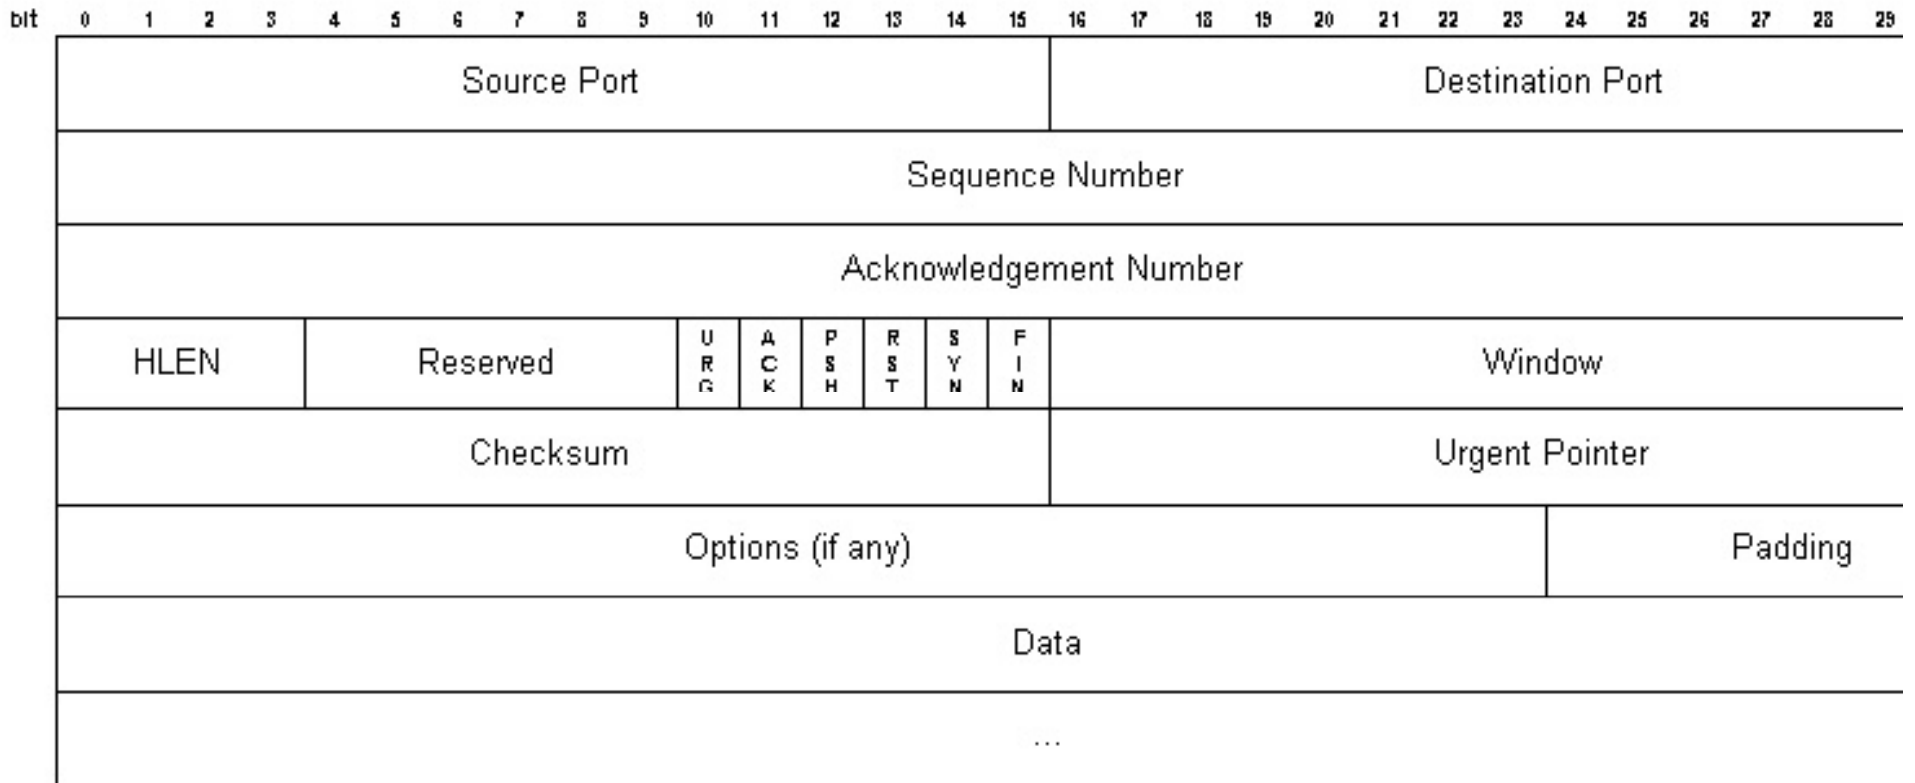 bit 0 1 2 3 4 5 6 7 8 9 10 11 12 13 14 15 16 17 18 19 20 21 22 23 24 25 26 27 28 29
Source Port Destination Port
Sequence Number
Acknowledgement Number
HLEN Reserved URG ACK PSH RST SYN FIN Window
Checksum Urgent Pointer
Options (if any) Padding
Data
...